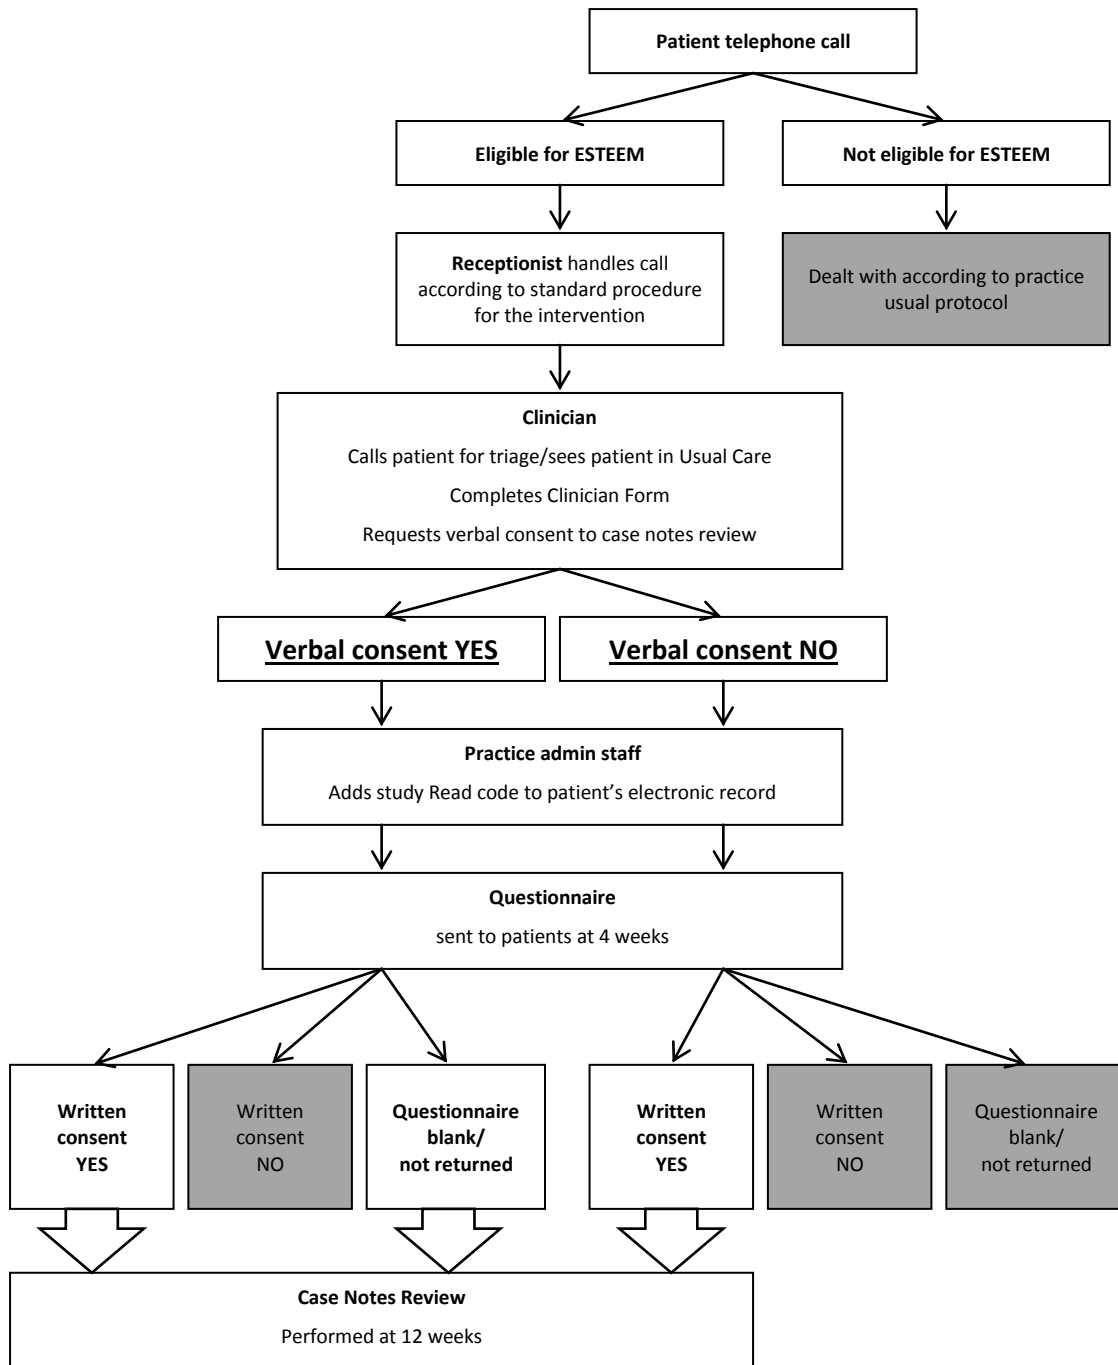 Patient telephone call
Eligible for ESTEEM
Not eligible for ESTEEM
Receptionist handles call
according to standard procedure
for the intervention
Dealt with according to practice
usual protocol
Clinician
Calls patient for triage/sees patient in Usual Care
Completes Clinician Form
Requests verbal consent to case notes review
Verbal consent YES
Verbal consent NO
Practice admin staff
Adds study Read code to patient’s electronic record
Questionnaire
sent to patients at 4 weeks
Written
consent
YES
Written
consent
NO
Questionnaire
blank/
not returned
Written
consent
YES
Written
consent
NO
Questionnaire
blank/
not returned
Case Notes Review
Performed at 12 weeks